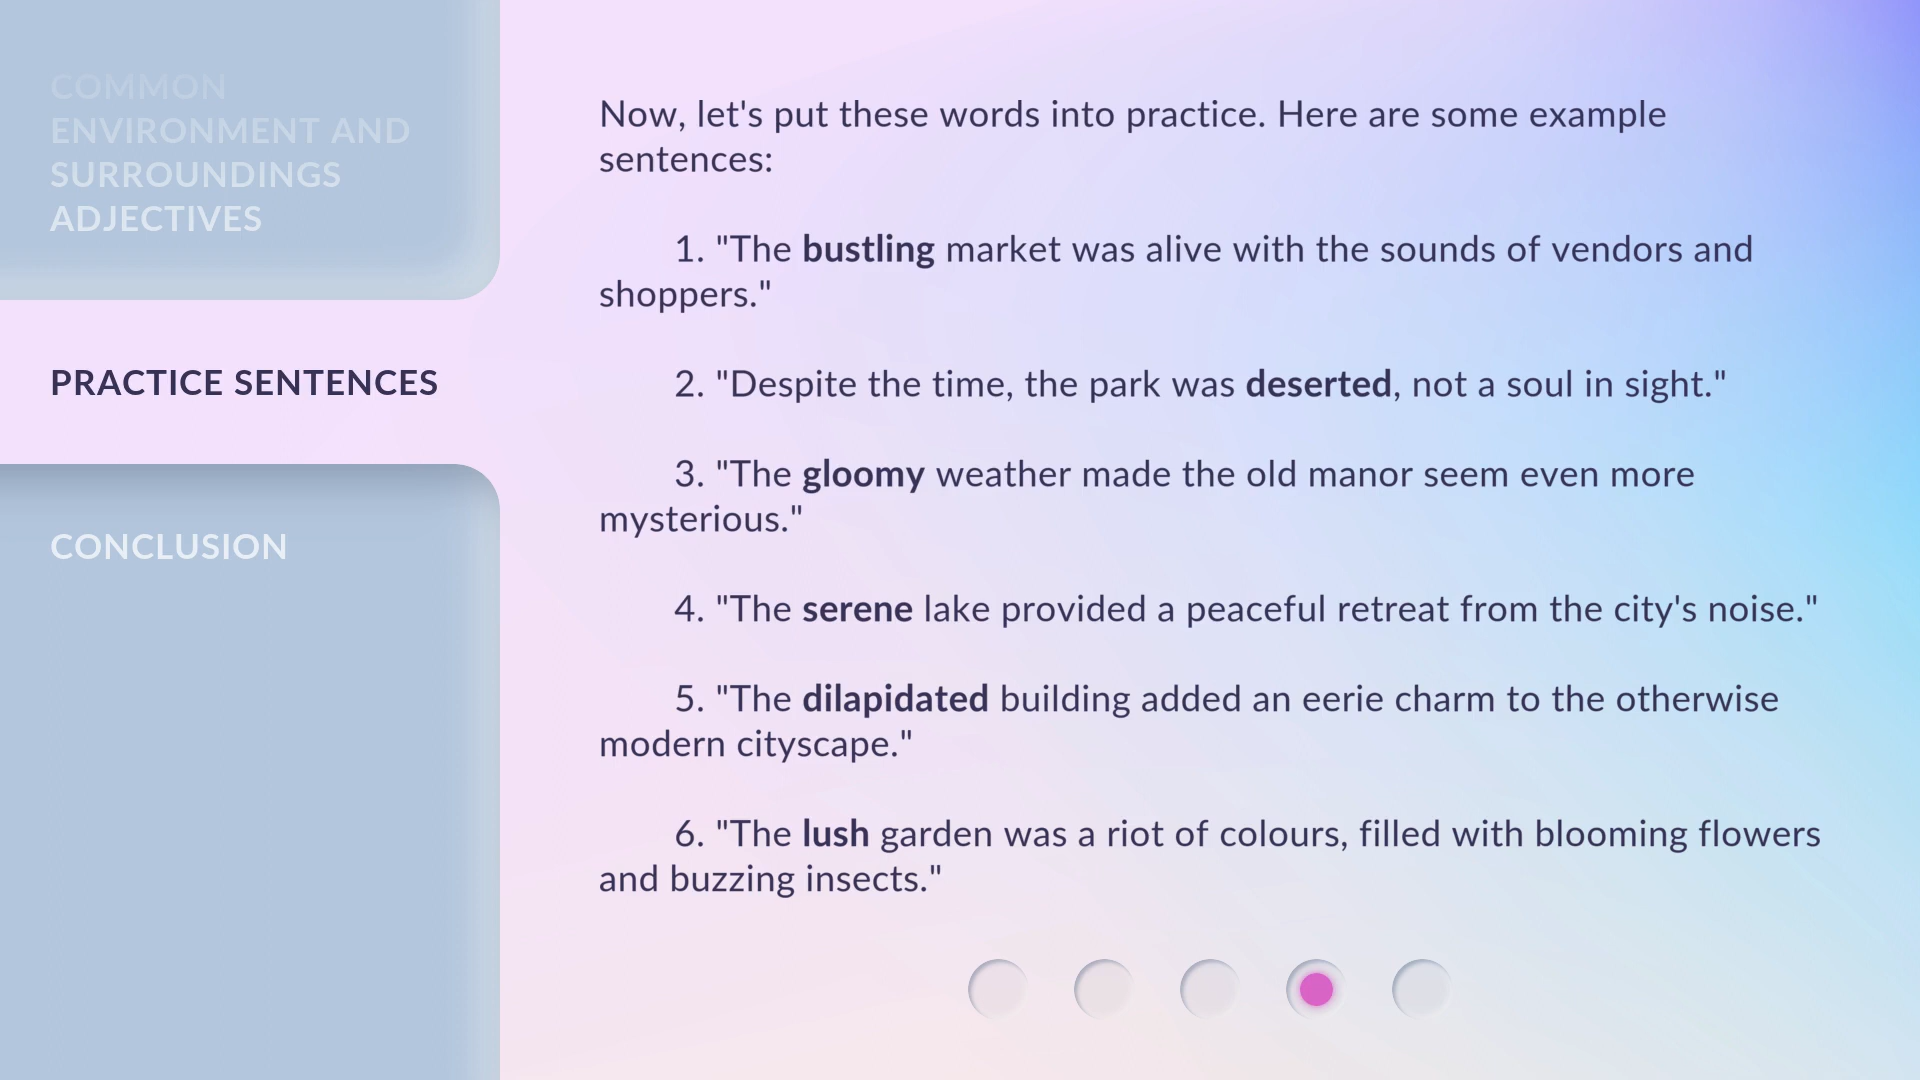 COMMON
ENVIRONMENT AND
SURROUNDINGS
ADJECTIVES
PRACTICE SENTENCES
CONCLUSION
Now, let's put these words into practice. Here are some example
sentences:
1. "The bustling market was alive with the sounds of vendors and
shoppers."
2. "Despite the time, the park was deserted, not a soul in sight."
3. "The gloomy weather made the old manor seem even more
mysterious."
4. "The serene lake provided a peaceful retreat from the city's noise."
5. "The dilapidated building added an eerie charm to the otherwise
modern cityscape."
6. "The lush garden was a riot of colours, filled with blooming flowers
and buzzing insects."